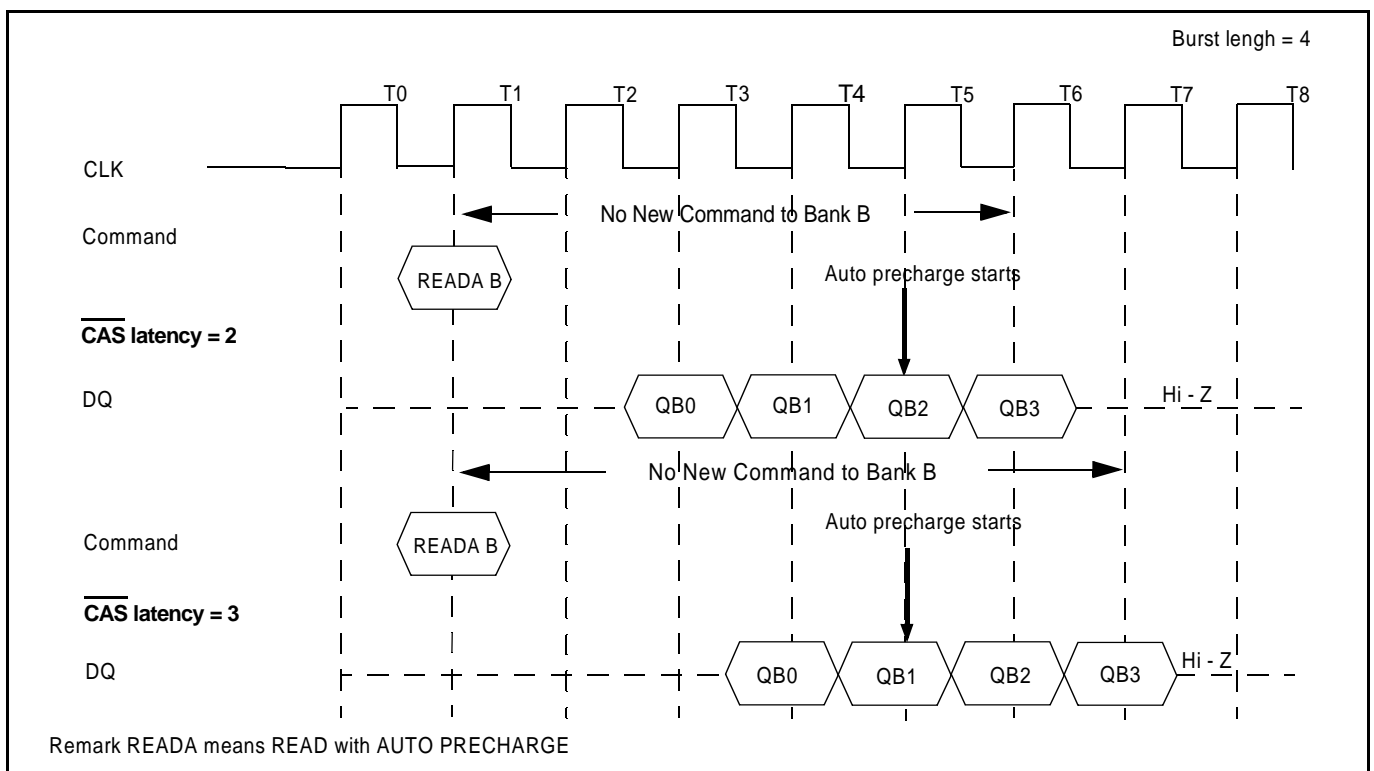 Burst lengh = 4
T0 T1 T2 T3 T4 T5 T6 T7 T8
CLK
No New Command to Bank B
Command
READA B
Auto precharge starts
CAS latency = 2
DQ
QB0 QB1 QB2 QB3 Hi - Z
No New Command to Bank B
Command
READA B
Auto precharge starts
CAS latency = 3
DQ
QB0 QB1 QB2 QB3 Hi - Z
Remark READA means READ with AUTO PRECHARGE